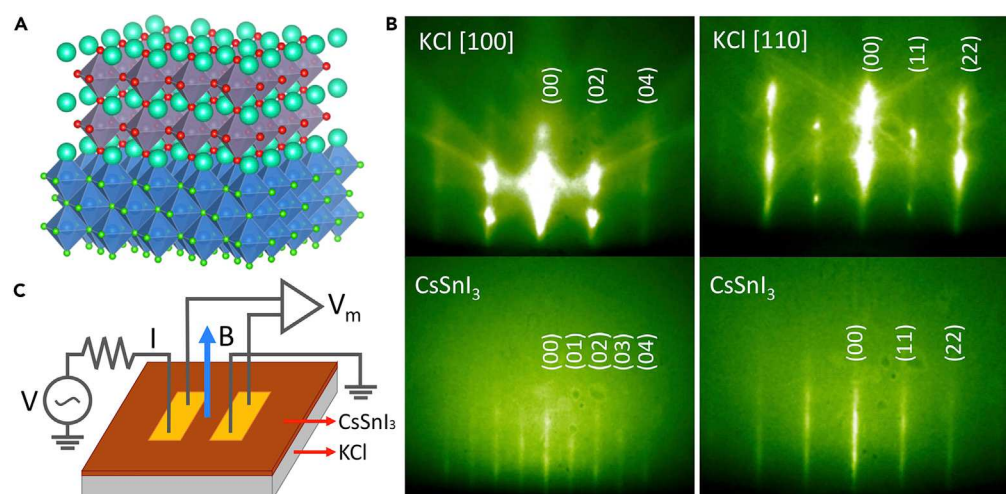 A
B
KCl [100]
(00)
(02)
(04)
KCl [110]
(00)
(11)
(22)
CsSnI₃
(00)
(01)
(02)
(03)
(04)
CsSnI₃
(00)
(11)
(22)
C
I
B
Vₘ
V
CsSnI₃
KCl